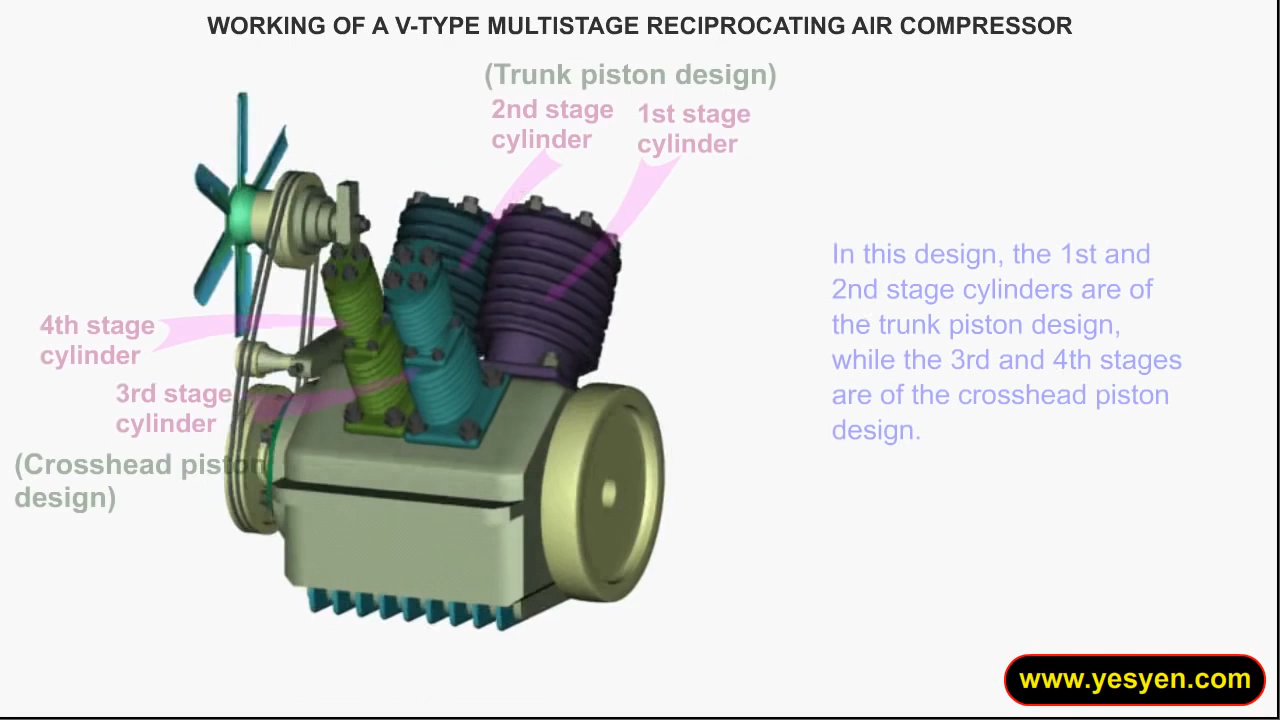 WORKING OF A V-TYPE MULTISTAGE RECIPROCATING AIR COMPRESSOR
(Trunk piston design)
2nd stage
cylinder
1st stage
cylinder
In this design, the 1st and
2nd stage cylinders are of
the trunk piston design,
while the 3rd and 4th stages
are of the crosshead piston
design.
4th stage
cylinder
3rd stage
cylinder
(Crosshead piston
design)
www.yesyen.com